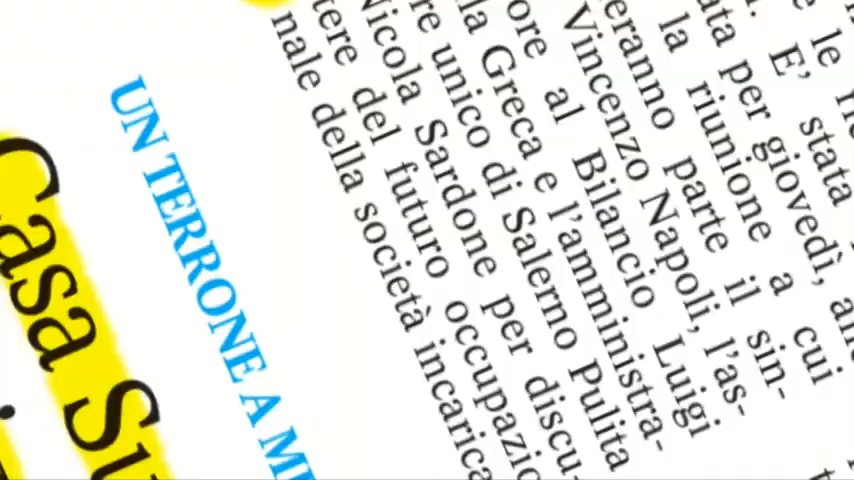 le
E' stata
per giovedì,
la riunione a cui
eranno parte il sin-
Vincenzo Napoli, l'as-
ore al Bilancio Luigi
la Greca e l'amministra-
re unico di Salerno Pulita
Nicola Sardone per discu-
tere del futuro occupazio
nale della società incarica
UN TERRONE A MI
Casa Su